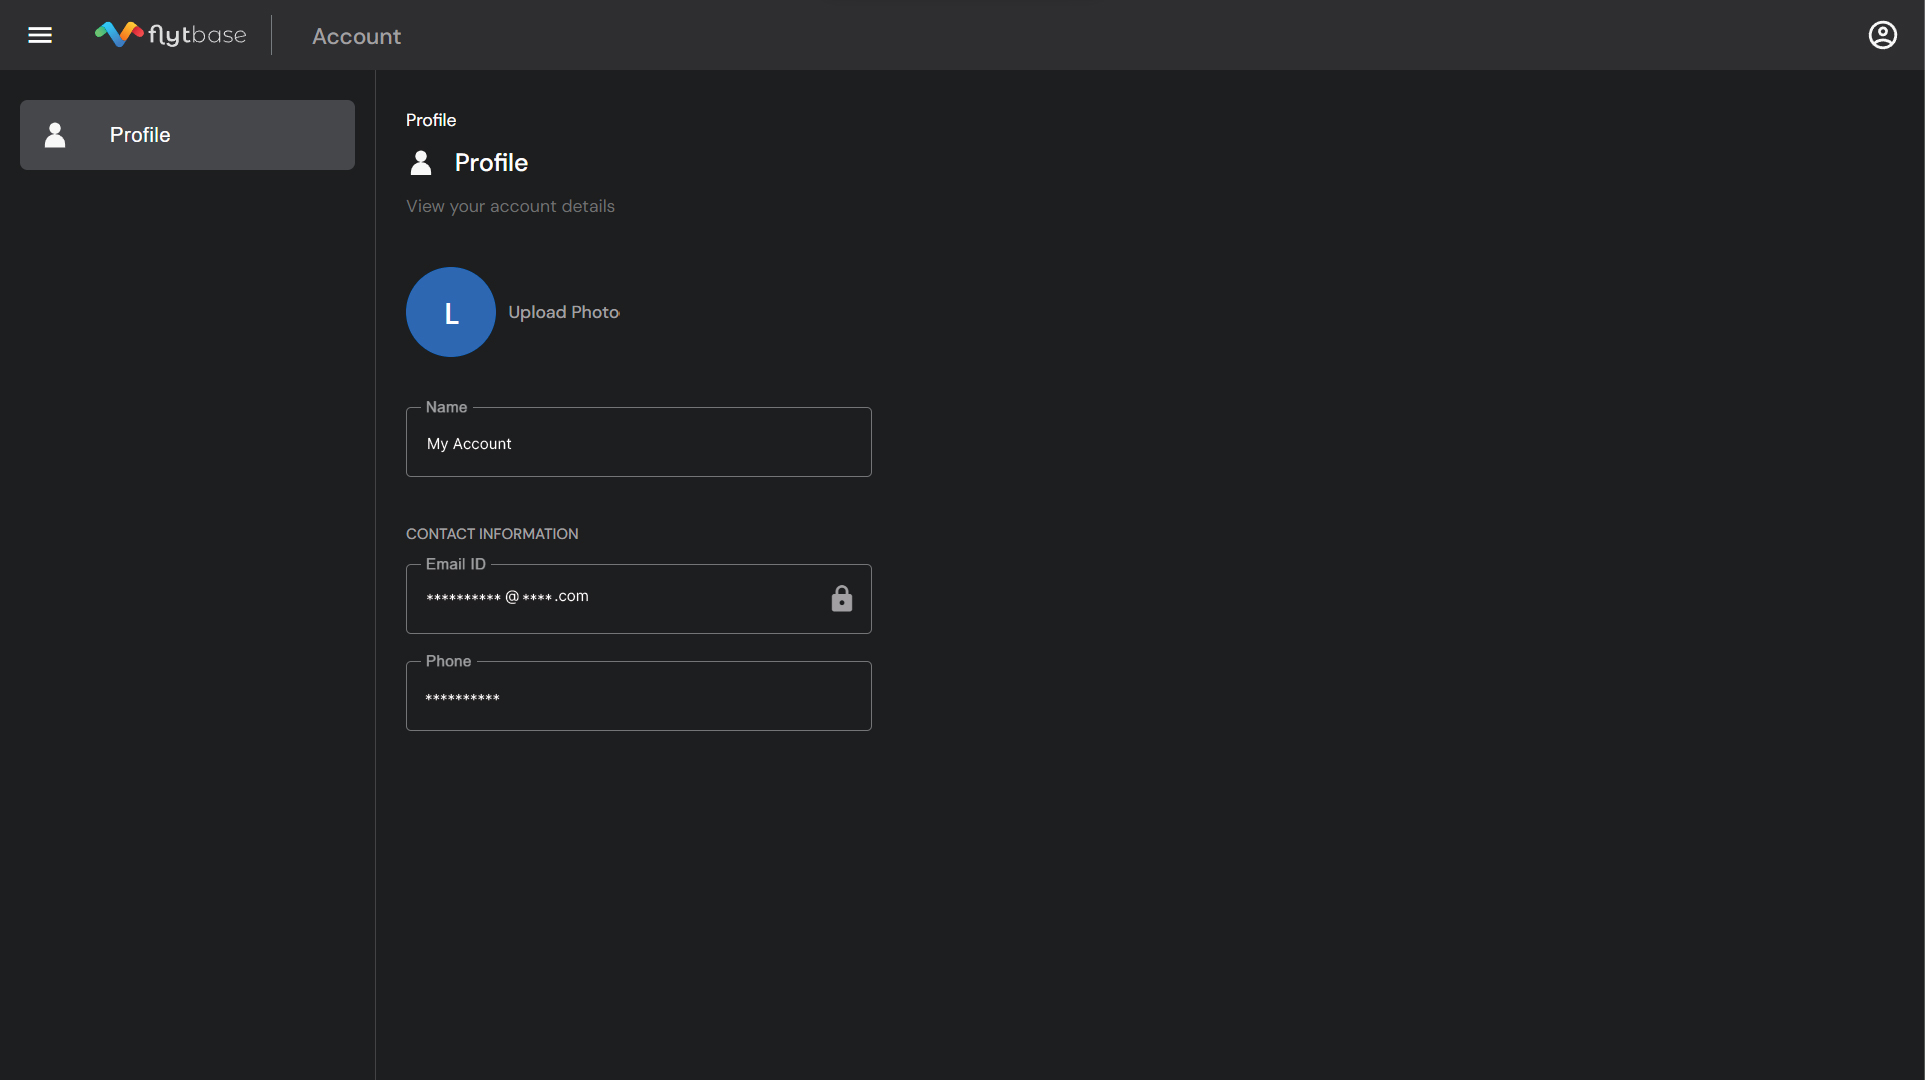 flytbase
Account
Profile
Profile
Profile
View your account details
L
Upload Photo
Name
My Account
CONTACT INFORMATION
Email ID
**********@****.com
Phone
**********